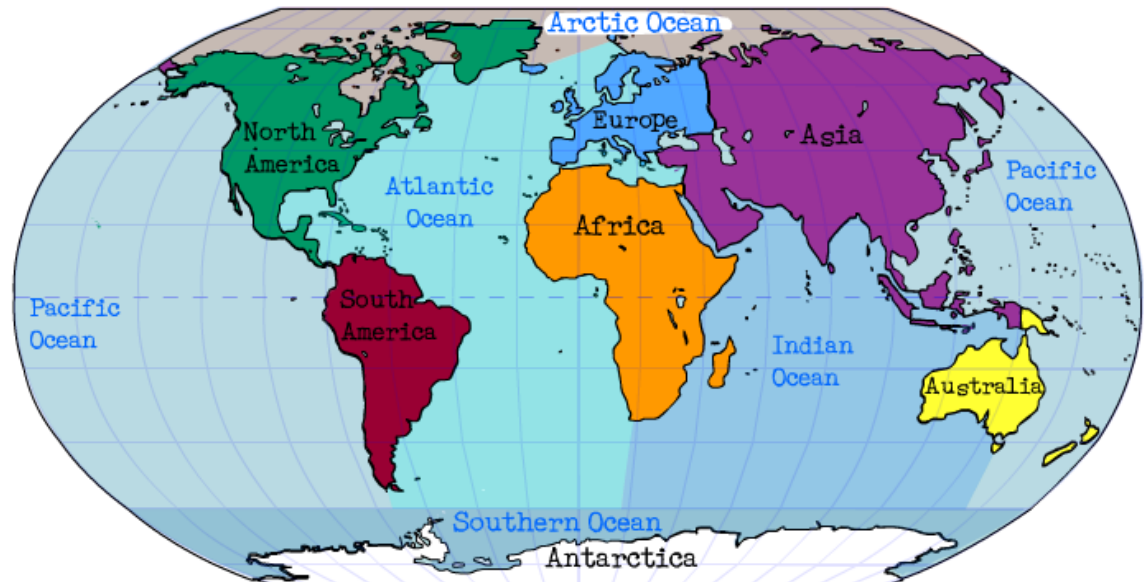 Arctic Ocean
North
America
Europe
Asia
Atlantic
Ocean
Pacific
Ocean
Africa
Pacific
Ocean
South
America
Indian
Ocean
Australia
Southern Ocean
Antarctica